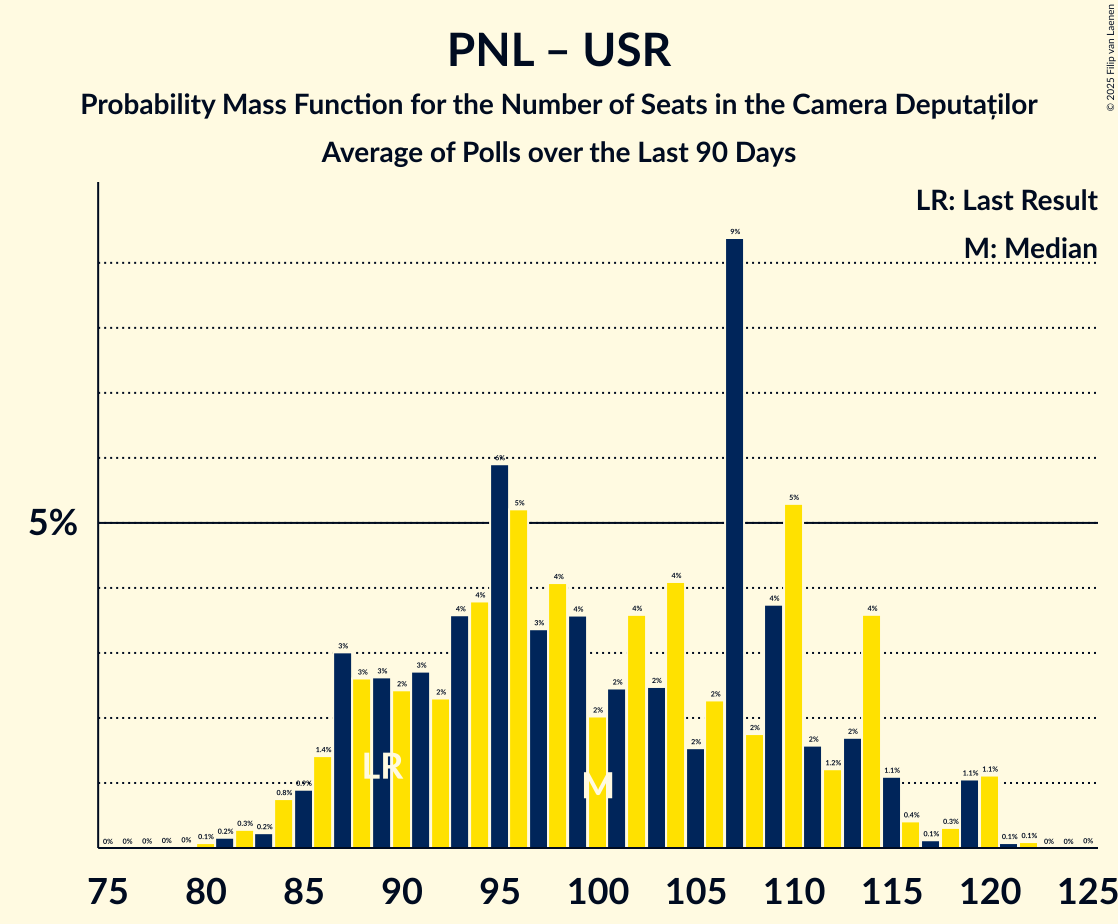 PNL – USR
Probability Mass Function for the Number of Seats in the Camera Deputaților
Average of Polls over the Last 90 Days
© 2025 Filip van Laenen
LR: Last Result
M: Median
5%
0% 0% 0% 0% 0% 0.1% 0.2% 0.3% 0.2% 0.8% 0.9% 1.4% 3% 3% 3% 2% 3% 2% 4% 4% 6% 5% 3% 4% 4% 2% 2% 4% 2% 4% 2% 2% 9% 2% 4% 5% 2% 1.2% 2% 4% 1.1% 0.4% 0.1% 0.3% 1.1% 1.1% 0.1% 0.1% 0% 0% 0%
LR
M
75 80 85 90 95 100 105 110 115 120 125